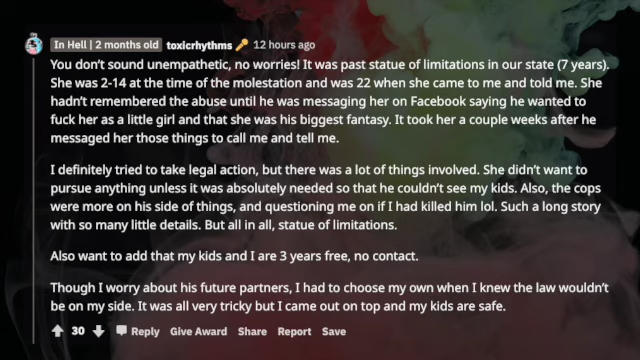 In Hell | 2 months old toxicrhythms 12 hours ago
You don't sound unempathetic, no worries! It was past statue of limitations in our state (7 years).
She was 2-14 at the time of the molestation and was 22 when she came to me and told me. She
hadn't remembered the abuse until he was messaging her on Facebook saying he wanted to
fuck her as a little girl and that she was his biggest fantasy. It took her a couple weeks after he
messaged her those things to call me and tell me.
I definitely tried to take legal action, but there was a lot of things involved. She didn't want to
pursue anything unless it was absolutely needed so that he couldn't see my kids. Also, the cops
were more on his side of things, and questioning me on if I had killed him lol. Such a long story
with so many little details. But all in all, statue of limitations.
Also want to add that my kids and I are 3 years free, no contact.
Though I worry about his future partners, I had to choose my own when I knew the law wouldn't
be on my side. It was all very tricky but I came out on top and my kids are safe.
30 Reply Give Award Share Report Save